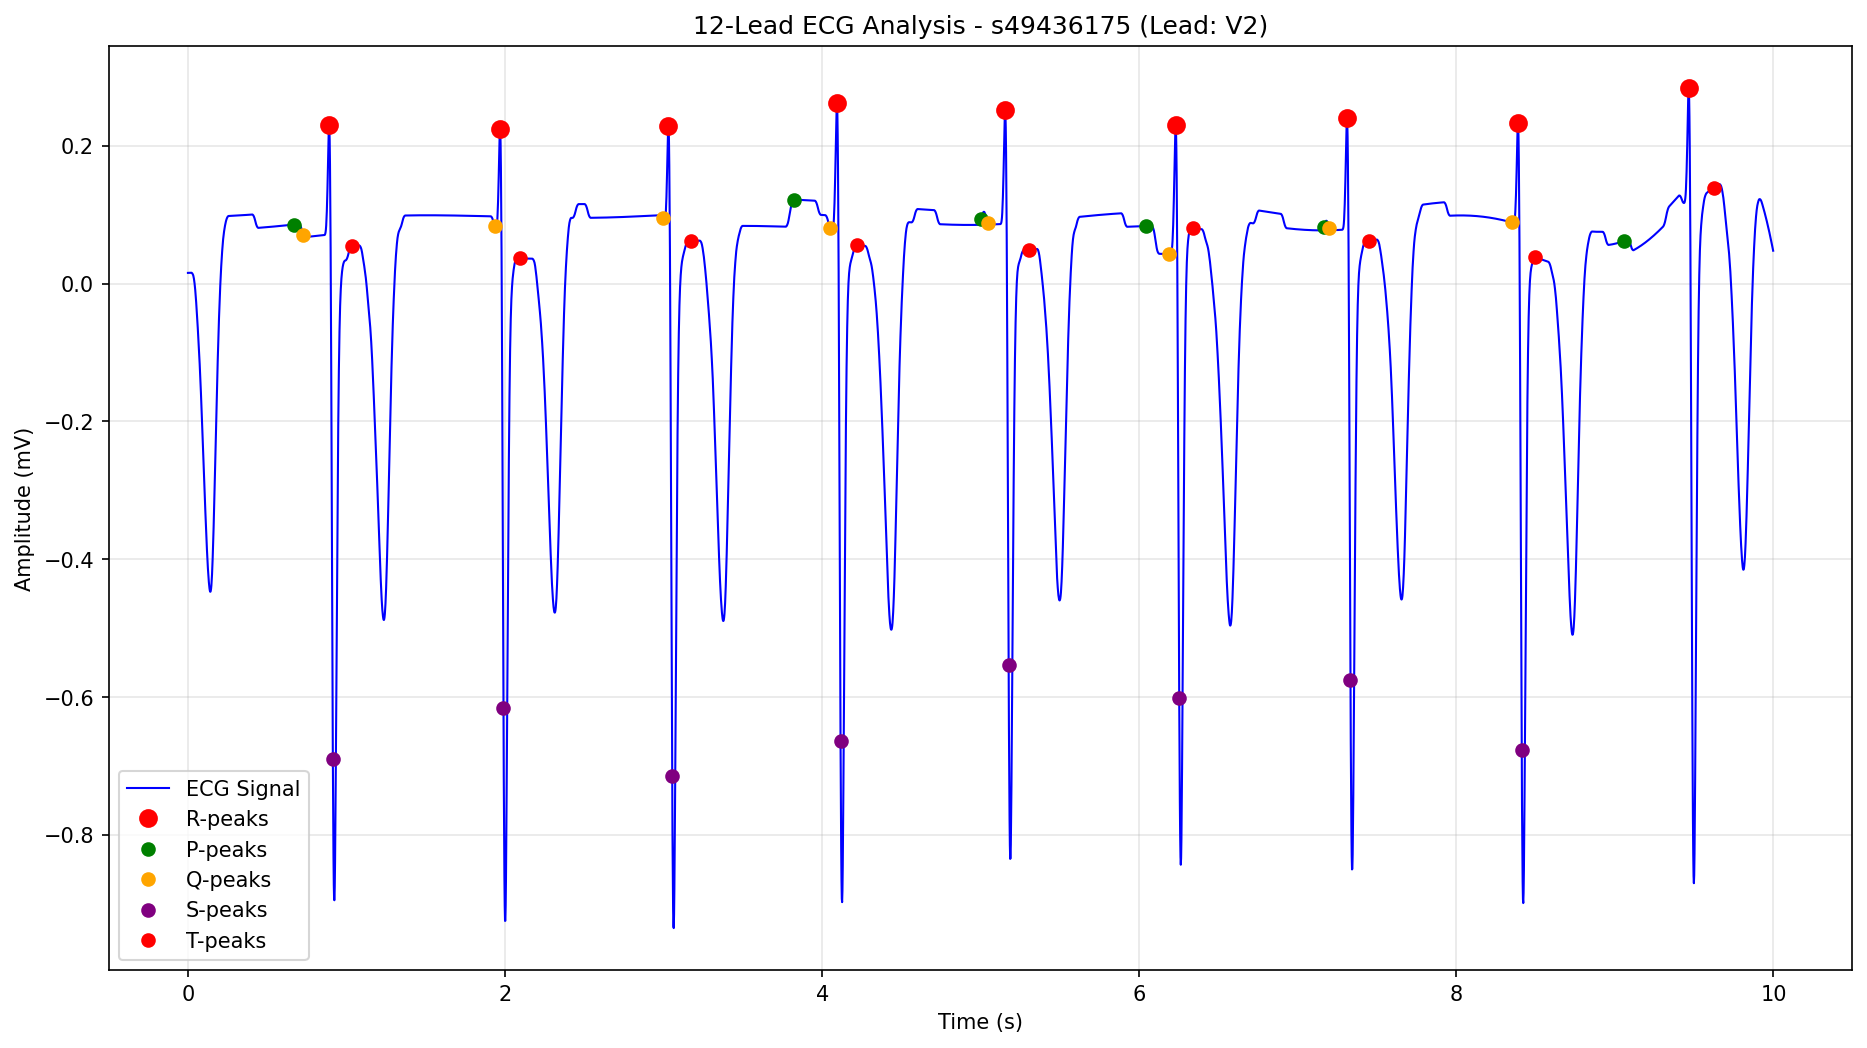 12-Lead ECG Analysis - s49436175 (Lead: V2)
Amplitude (mV)
0.2
0.0
−0.2
−0.4
−0.6
−0.8
ECG Signal
R-peaks
P-peaks
Q-peaks
S-peaks
T-peaks
0 2 4 6 8 10
Time (s)